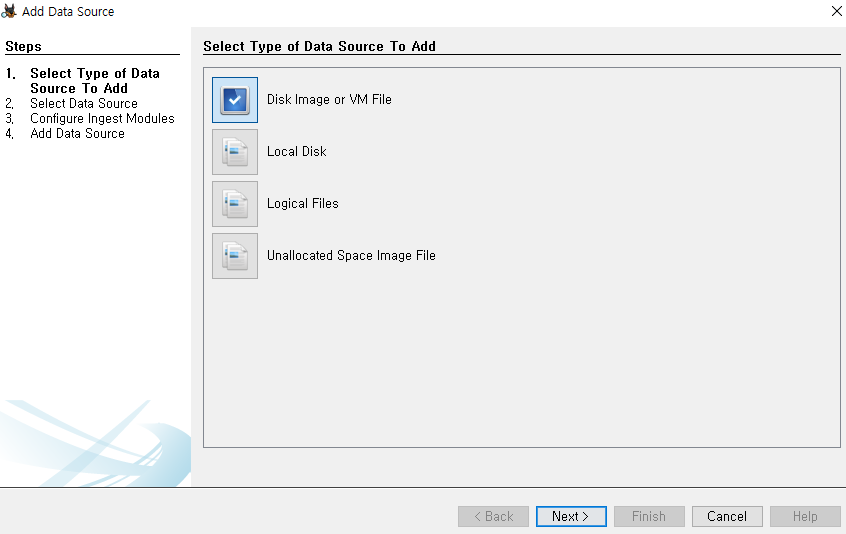 Add Data Source
Steps
1. Select Type of Data
Source To Add
2. Select Data Source
3. Configure Ingest Modules
4. Add Data Source
Select Type of Data Source To Add
Disk Image or VM File
Local Disk
Logical Files
Unallocated Space Image File
< Back
Next >
Finish
Cancel
Help